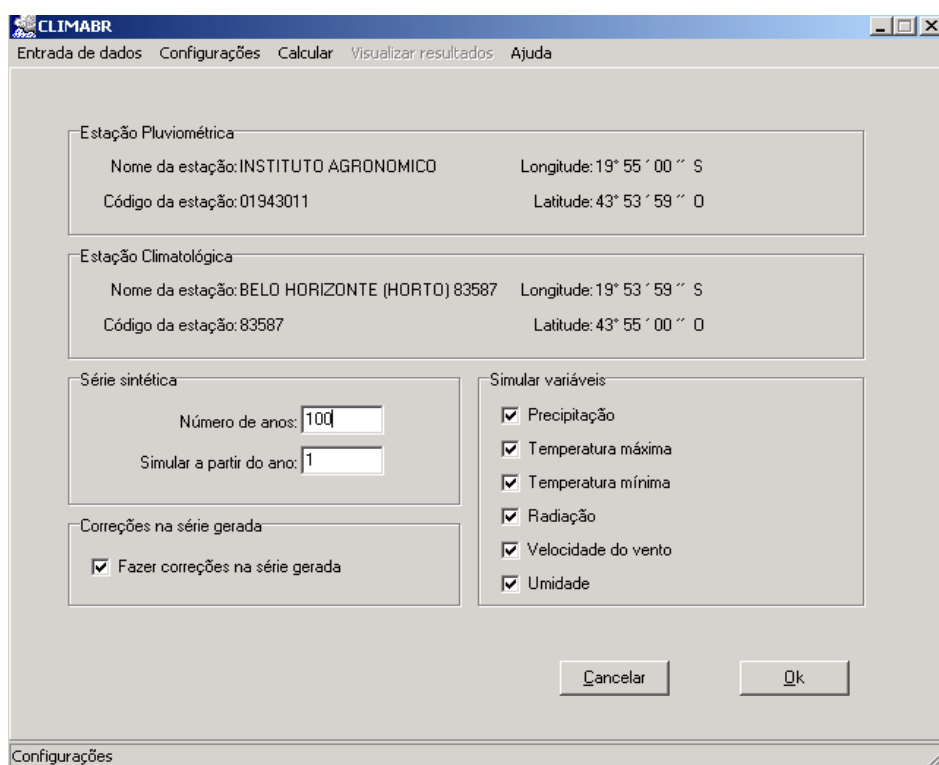 CLIMABR
Entrada de dados Configurações Calcular Visualizar resultados Ajuda
Estação Pluviométrica
Nome da estação: INSTITUTO AGRONOMICO Longitude: 19° 55 ´ 00 ´´ S
Código da estação: 01943011 Latitude: 43° 53 ´ 59 ´´ O
Estação Climatológica
Nome da estação: BELO HORIZONTE (HORTO) 83587 Longitude: 19° 53 ´ 59 ´´ S
Código da estação: 83587 Latitude: 43° 55 ´ 00 ´´ O
Série sintética
Número de anos: 100
Simular a partir do ano: 1
Correções na série gerada
Fazer correções na série gerada
Simular variáveis
Precipitação
Temperatura máxima
Temperatura mínima
Radiação
Velocidade do vento
Umidade
Cancelar Ok
Configurações